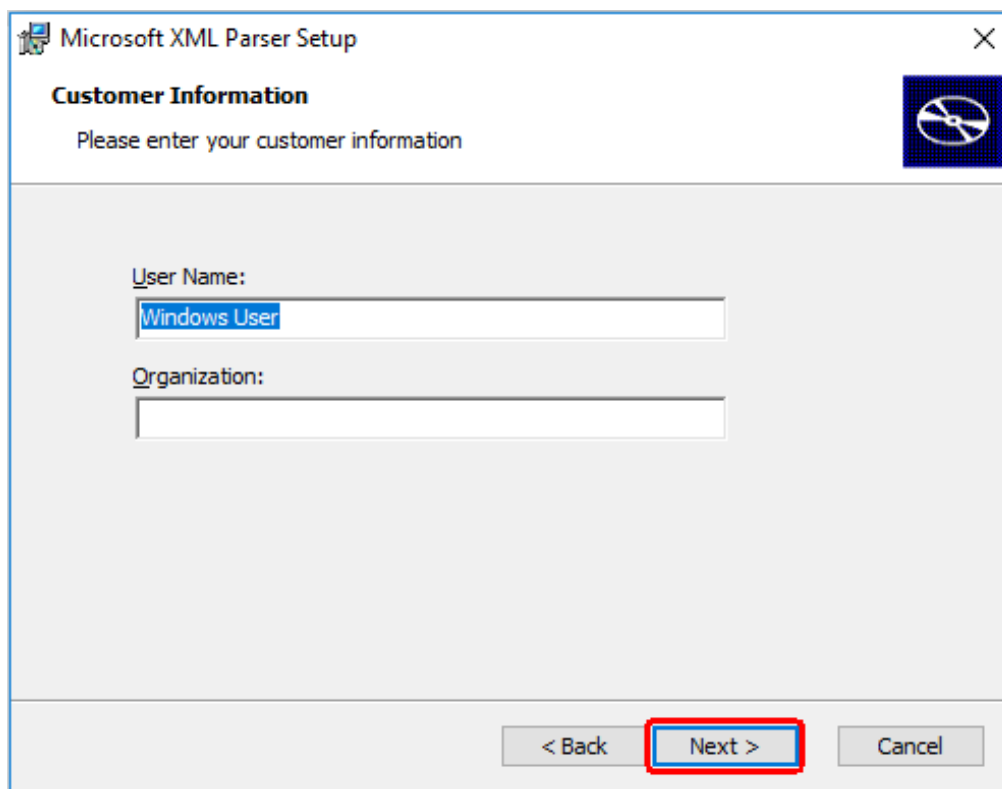 Microsoft XML Parser Setup
Customer Information
Please enter your customer information
User Name:
Windows User
Organization:
< Back Next > Cancel